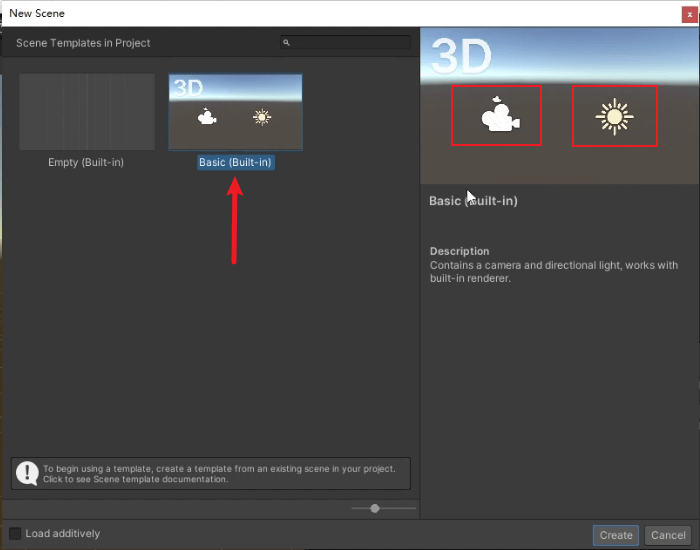 New Scene
x
Scene Templates in Project
3D
Empty (Built-in)
3D
Basic (Built-in)
Basic (Built-in)
Description
Contains a camera and directional light, works with
built-in renderer.
To begin using a template, create a template from an existing scene in your project.
Click to see Scene template documentation.
Load additively
Create
Cancel